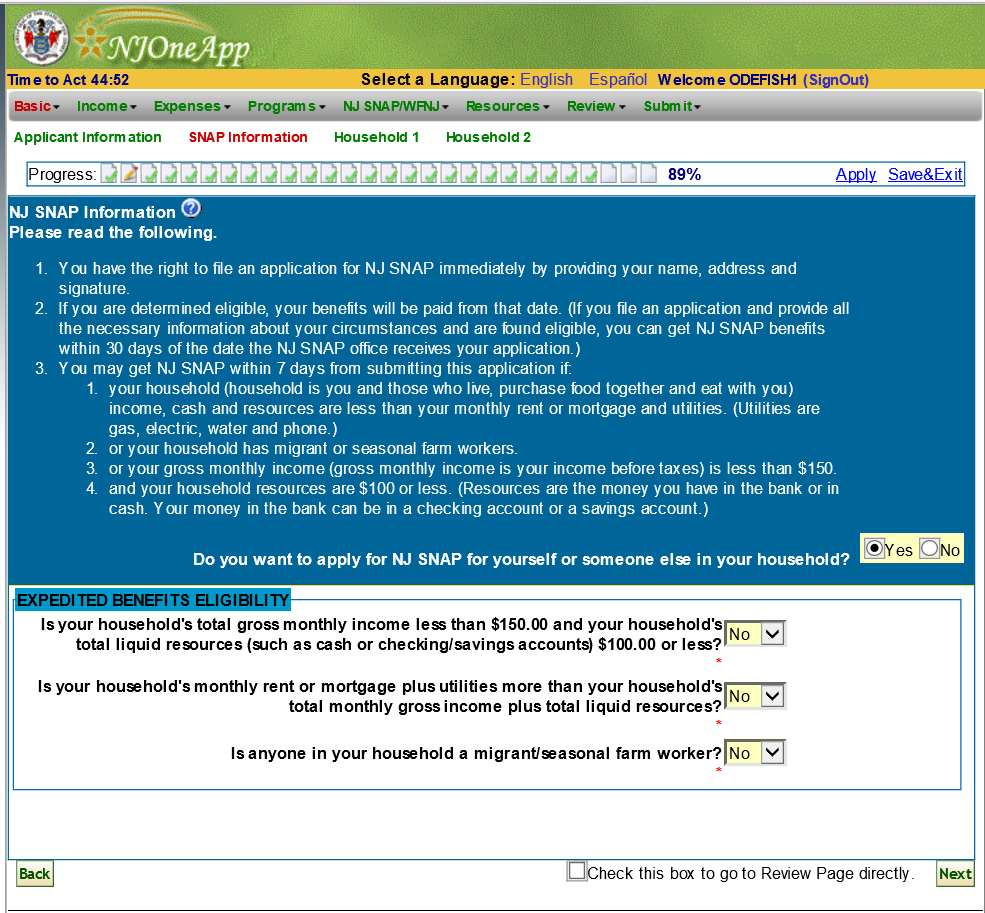 NJOneApp
Time to Act 44:52 Select a Language: English Español Welcome ODEFISH1 (SignOut)
Basic Income Expenses Programs NJ SNAP/WFNJ Resources Review Submit
Applicant Information SNAP Information Household 1 Household 2
Progress: 89% Apply Save&Exit
NJ SNAP Information ?
Please read the following.
1. You have the right to file an application for NJ SNAP immediately by providing your name, address and
signature.
2. If you are determined eligible, your benefits will be paid from that date. (If you file an application and provide all
the necessary information about your circumstances and are found eligible, you can get NJ SNAP benefits
within 30 days of the date the NJ SNAP office receives your application.)
3. You may get NJ SNAP within 7 days from submitting this application if:
1. your household (household is you and those who live, purchase food together and eat with you)
income, cash and resources are less than your monthly rent or mortgage and utilities. (Utilities are
gas, electric, water and phone.)
2. or your household has migrant or seasonal farm workers.
3. or your gross monthly income (gross monthly income is your income before taxes) is less than $150.
4. and your household resources are $100 or less. (Resources are the money you have in the bank or in
cash. Your money in the bank can be in a checking account or a savings account.)
Do you want to apply for NJ SNAP for yourself or someone else in your household? Yes No
EXPEDITED BENEFITS ELIGIBILITY
Is your household's total gross monthly income less than $150.00 and your household's
total liquid resources (such as cash or checking/savings accounts) $100.00 or less? No
*
Is your household's monthly rent or mortgage plus utilities more than your household's
total monthly gross income plus total liquid resources? No
*
Is anyone in your household a migrant/seasonal farm worker? No
*
Back Check this box to go to Review Page directly. Next